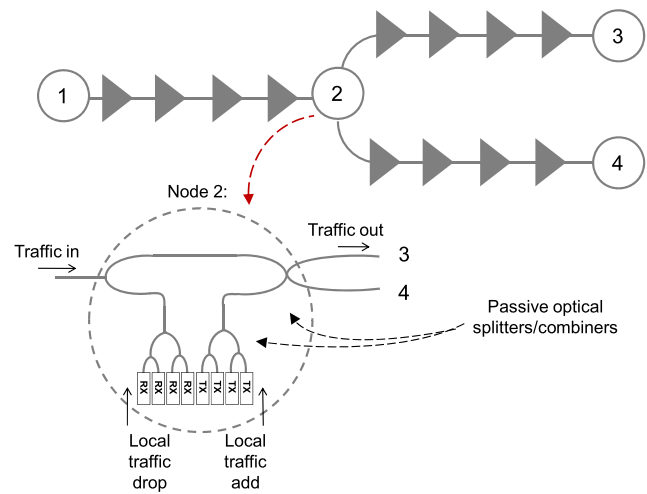 3
1
2
4
Node 2:
Traffic out
Traffic in
3
4
Passive optical
splitters/combiners
RX RX RX RX TX TX TX TX
Local
traffic
drop
Local
traffic
add